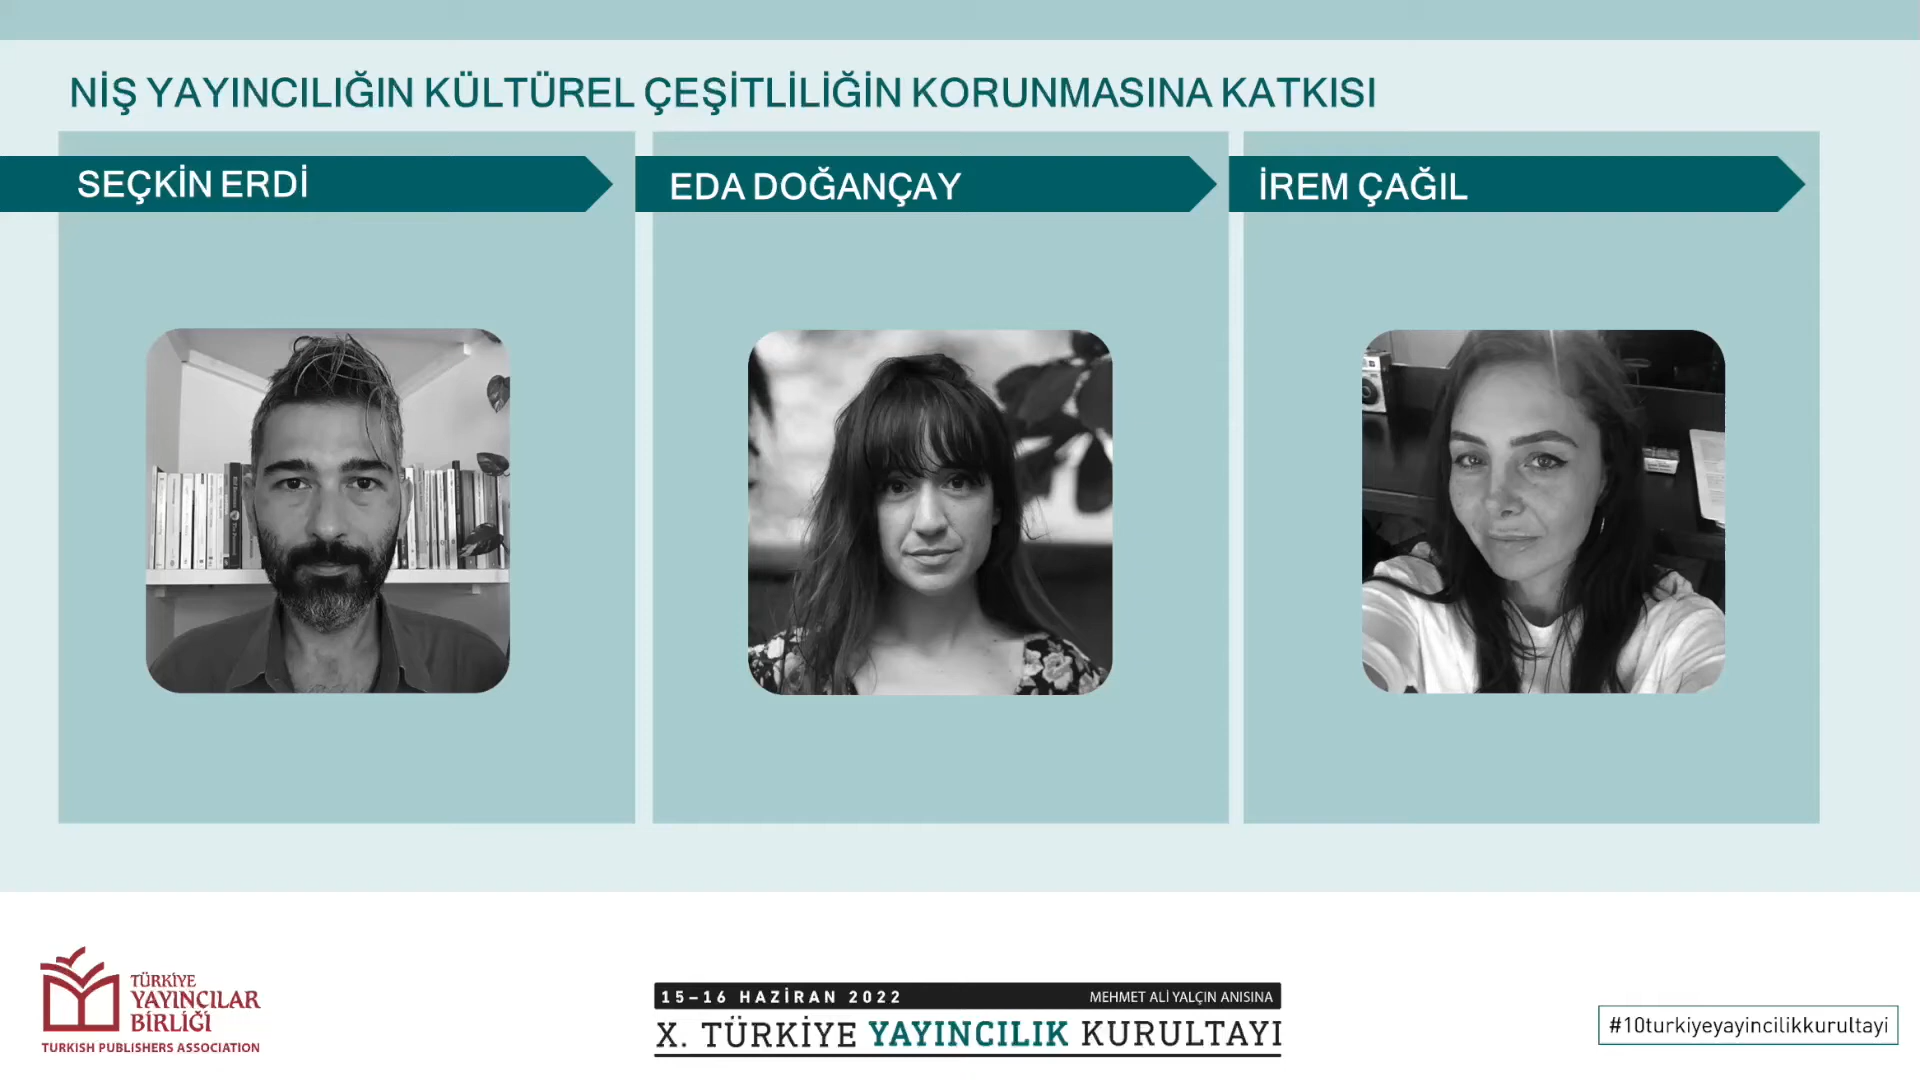 NİŞ YAYINCILIĞIN KÜLTÜREL ÇEŞİTLİLİĞİN KORUNMASINA KATKISI
SEÇKİN ERDİ
EDA DOĞANÇAY
İREM ÇAĞIL
TÜRKİYE
YAYINCILAR
BİRLİĞİ
TURKISH PUBLISHERS ASSOCIATION
15–16 HAZİRAN 2022
MEHMET ALİ YALÇIN ANISINA
X. TÜRKİYE YAYINCILIK KURULTAYI
#10turkiyeyayincilikkurultayi